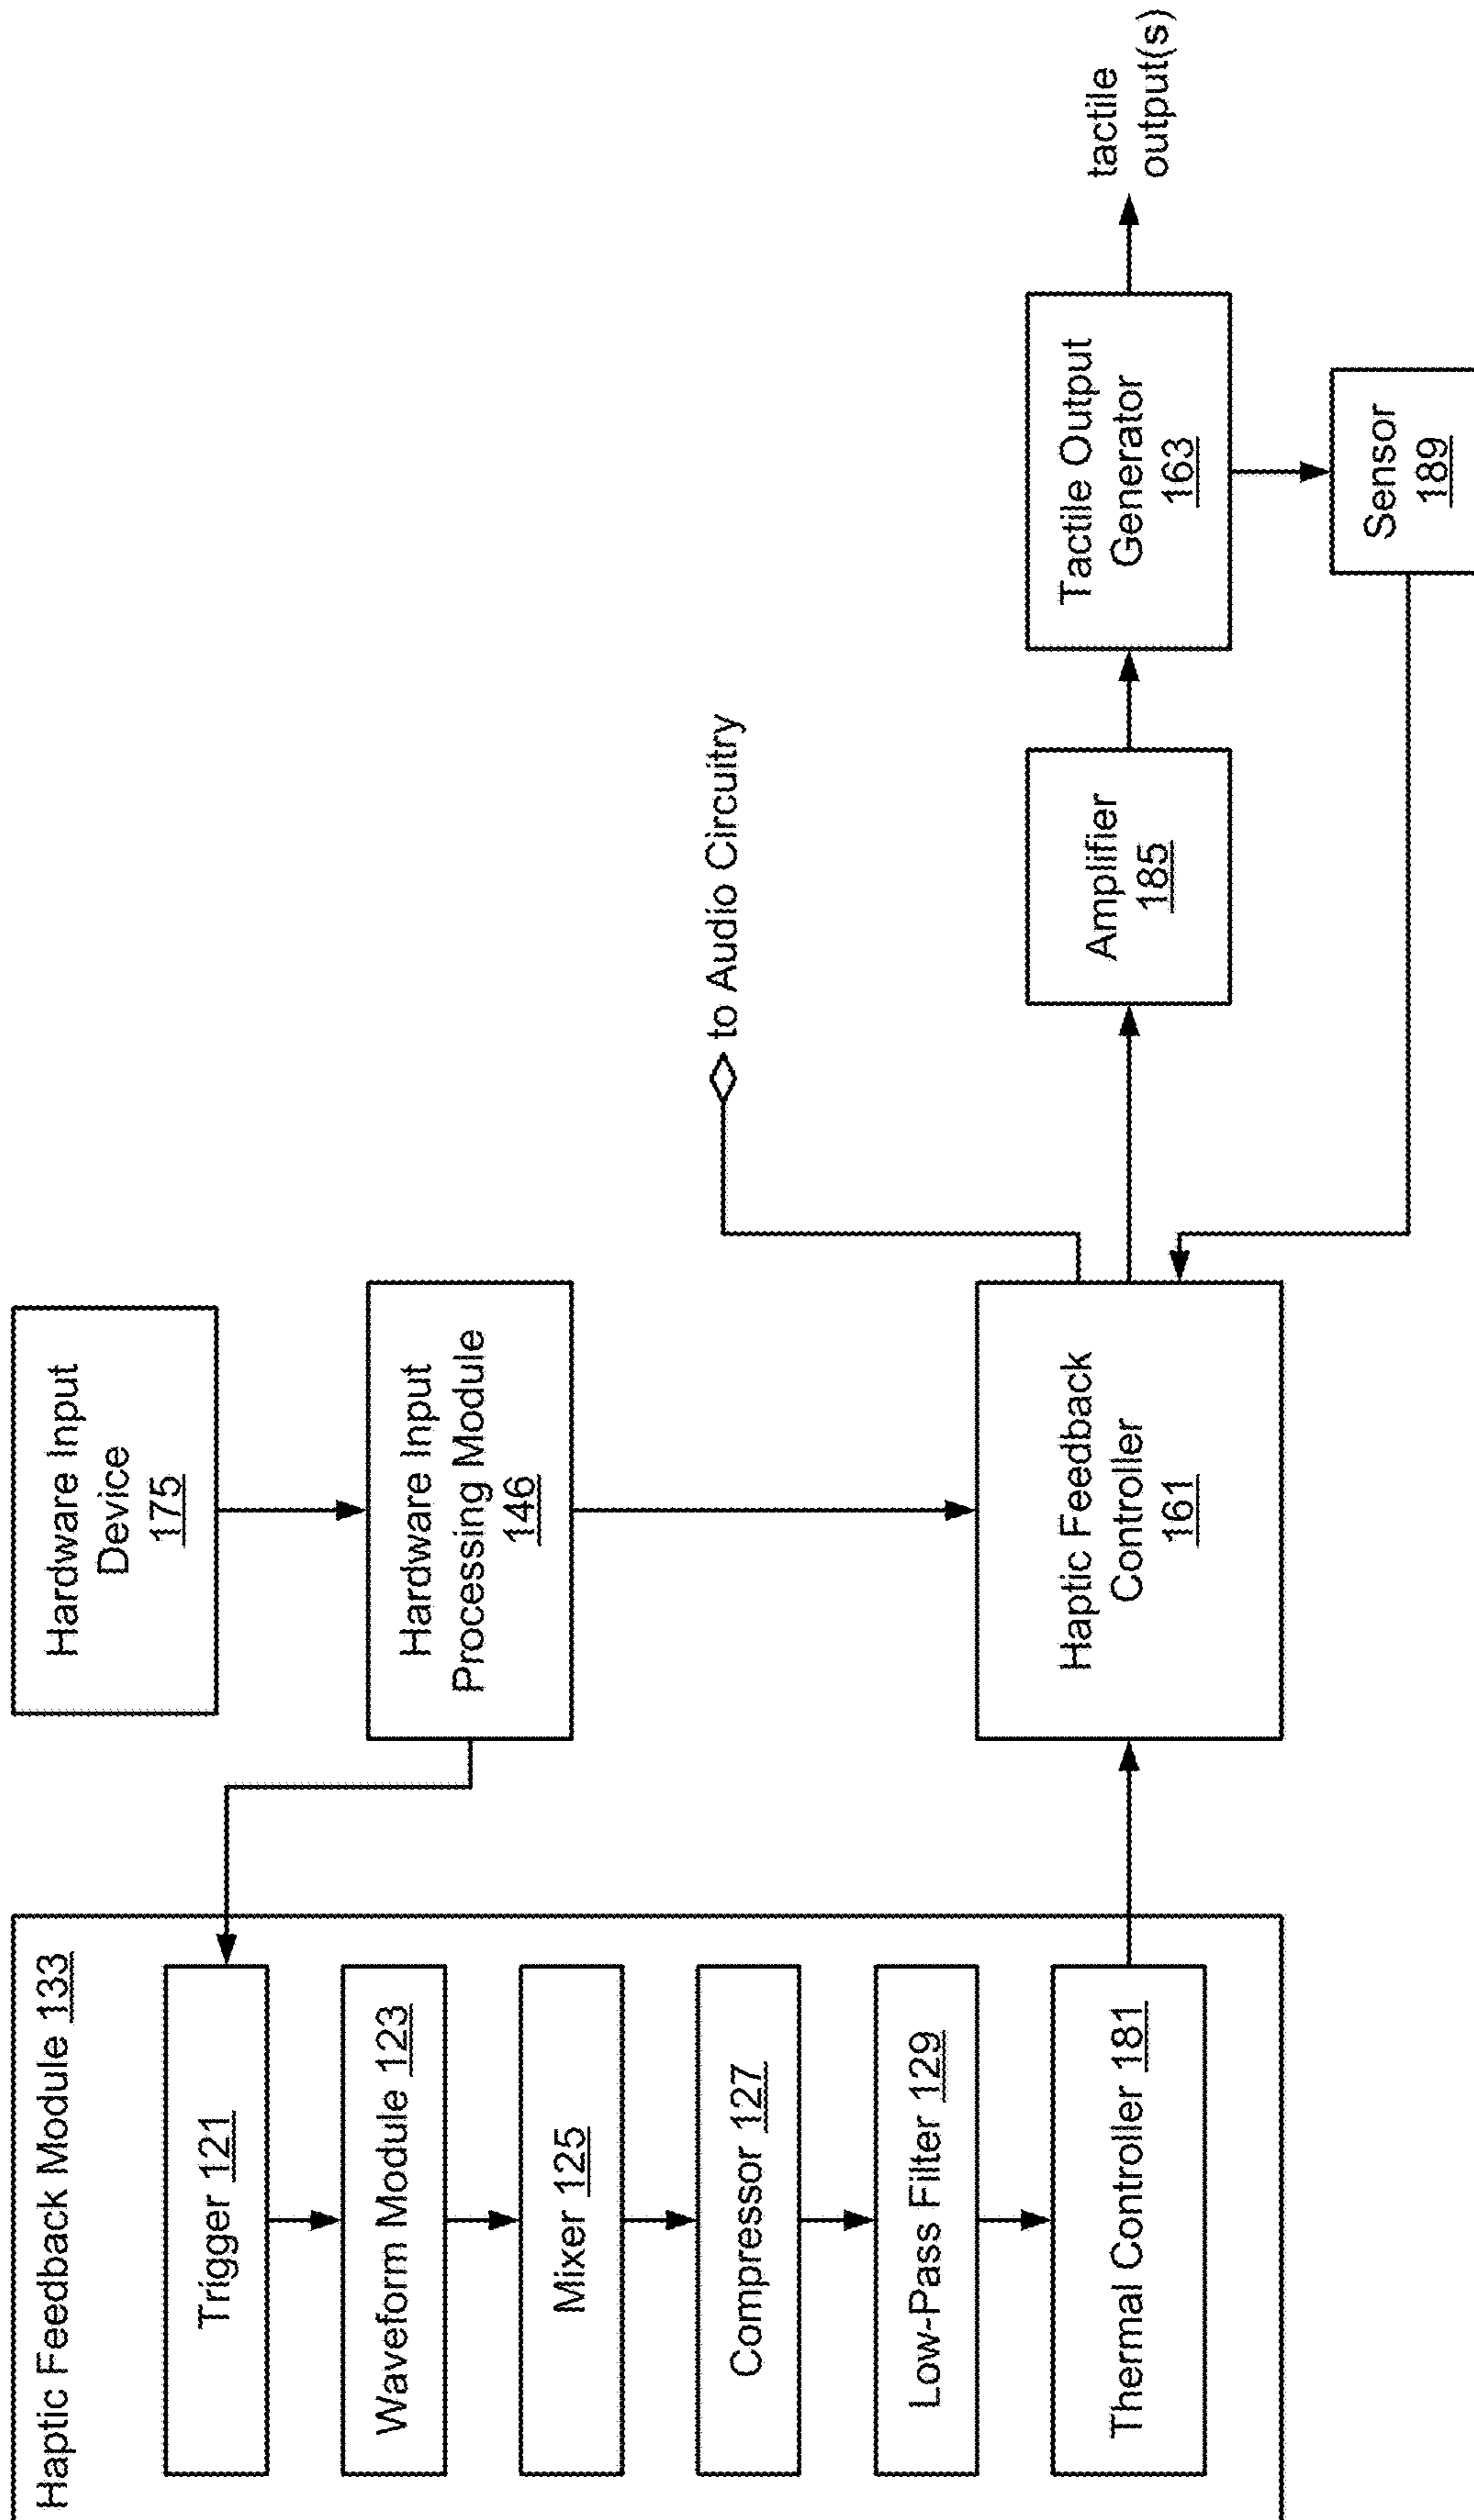 Haptic Feedback Module 133
Trigger 121
Waveform Module 123
Mixer 125
Compressor 127
Low-Pass Filter 129
Thermal Controller 181
Hardware Input
Device
175
Hardware Input
Processing Module
146
Haptic Feedback
Controller
161
to Audio Circuitry
Amplifier
185
Tactile Output
Generator
163
Sensor
189
tactile
output(s)